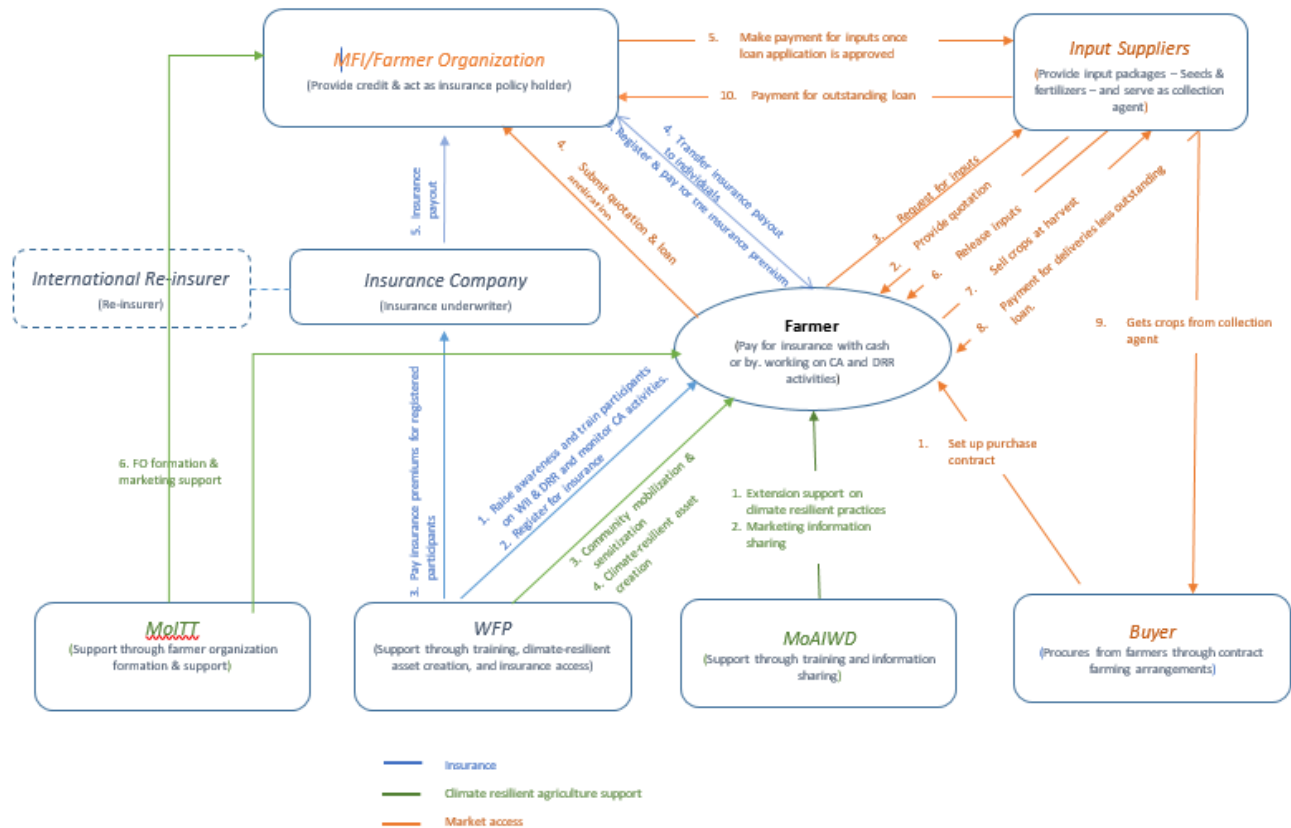 MFI/Farmer Organization
(Provide credit & act as insurance policy holder)
5. Make payment for inputs once
loan application is approved
10. Payment for outstanding loan
Input Suppliers
(Provide input packages – Seeds &
fertilizers – and serve as collection
agent)
4. Submit quotation & loan
application
3. Register & pay for the insurance premium
4. Transfer insurance payout
to individuals
3. Request for inputs
2. Provide quotation
6. Release inputs
7. Sell crops at harvest
8. Payment for deliveries less outstanding
loan.
5. insurance
payout
International Re-insurer
(Re-insurer)
Insurance Company
(Insurance underwriter)
Farmer
(Pay for insurance with cash
or by. working on CA and DRR
activities)
9. Gets crops from collection
agent
1. Set up purchase
contract
6. FO formation &
marketing support
3. Pay insurance premiums for registered
participants
1. Raise awareness and train participants
on WII & DRR and monitor CA activities.
2. Register for insurance
3. Community mobilization &
sensitization
4. Climate-resilient asset
creation
1. Extension support on
climate resilient practices
2. Marketing information
sharing
MoITT
(Support through farmer organization
formation & support)
WFP
(Support through training, climate-resilient
asset creation, and insurance access)
MoAIWD
(Support through training and information
sharing)
Buyer
(Procures from farmers through contract
farming arrangements)
Insurance
Climate resilient agriculture support
Market access